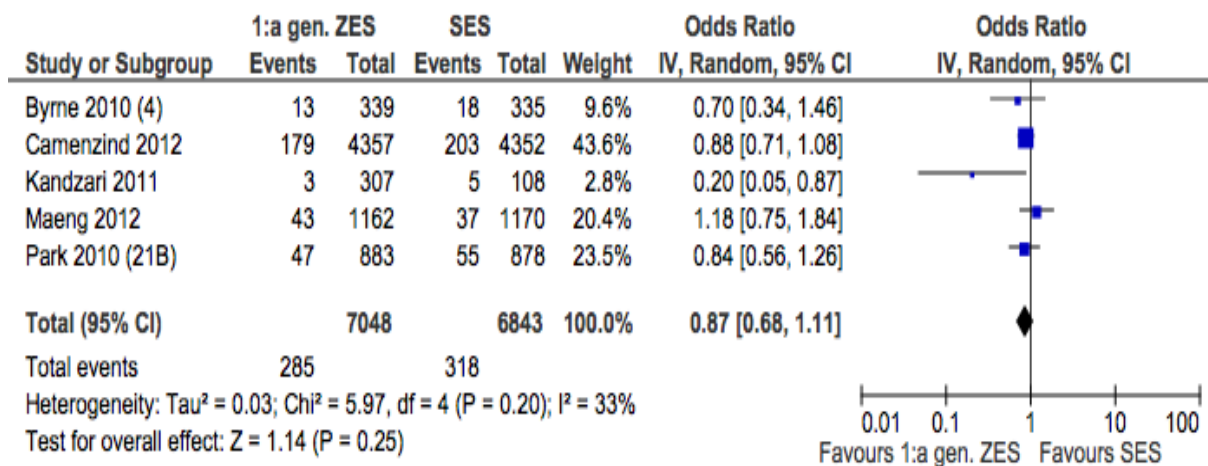 1:a gen. ZES SES Odds Ratio Odds Ratio
Study or Subgroup Events Total Events Total Weight IV, Random, 95% CI IV, Random, 95% CI
Byrne 2010 (4) 13 339 18 335 9.6% 0.70 [0.34, 1.46]
Camenzind 2012 179 4357 203 4352 43.6% 0.88 [0.71, 1.08]
Kandzari 2011 3 307 5 108 2.8% 0.20 [0.05, 0.87]
Maeng 2012 43 1162 37 1170 20.4% 1.18 [0.75, 1.84]
Park 2010 (21B) 47 883 55 878 23.5% 0.84 [0.56, 1.26]
Total (95% CI) 7048 6843 100.0% 0.87 [0.68, 1.11]
Total events 285 318
Heterogeneity: Tau² = 0.03; Chi² = 5.97, df = 4 (P = 0.20); I² = 33%
Test for overall effect: Z = 1.14 (P = 0.25)
0.01 0.1 1 10 100
Favours 1:a gen. ZES Favours SES